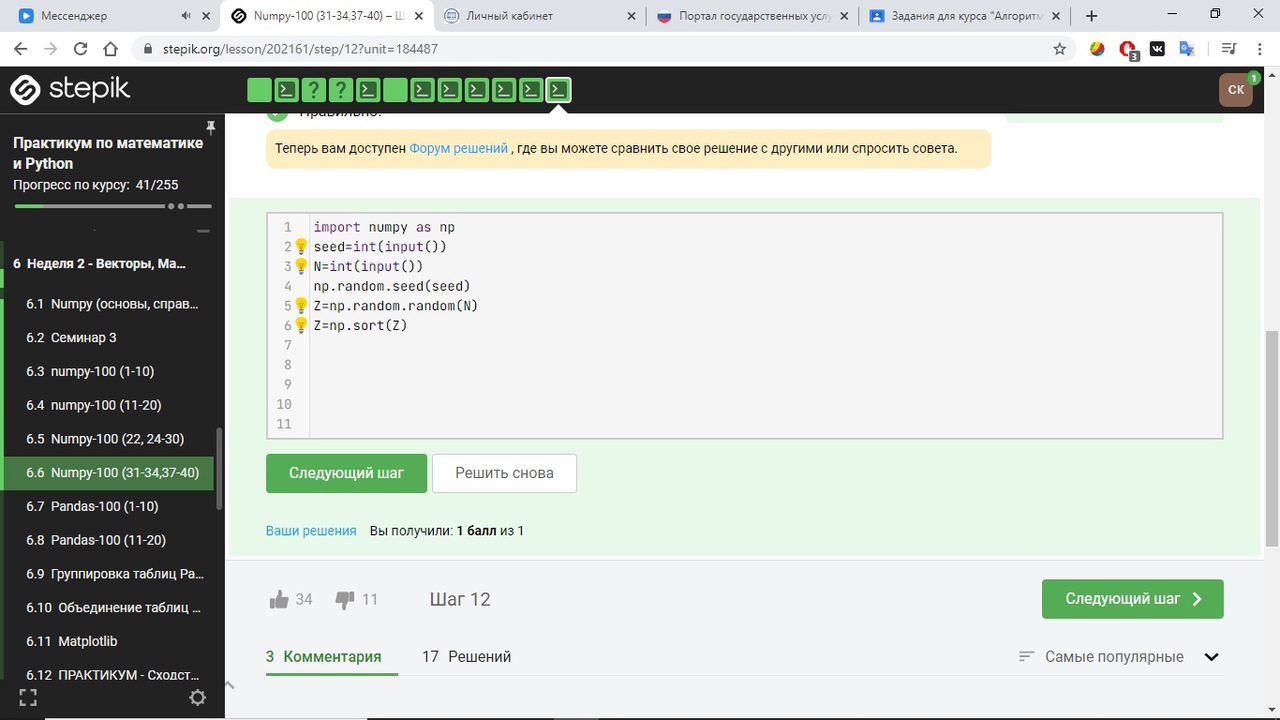 Мессенджер
Numpy-100 (31-34,37-40) – Ш
Личный кабинет
Портал государственных услу
Задания для курса "Алгоритм
stepik.org/lesson/202161/step/12?unit=184487
3
stepik
? ?
СК
1
Практикум по математике
и Python
Прогресс по курсу: 41/255
6 Неделя 2 - Векторы, Ма...
6.1 Numpy (основы, справ...
6.2 Семинар 3
6.3 numpy-100 (1-10)
6.4 numpy-100 (11-20)
6.5 Numpy-100 (22, 24-30)
6.6 Numpy-100 (31-34,37-40)
6.7 Pandas-100 (1-10)
6.8 Pandas-100 (11-20)
6.9 Группировка таблиц Pa...
6.10 Объединение таблиц ...
6.11 Matplotlib
6.12 ПРАКТИКУМ - Сходст...
Правильно!
Теперь вам доступен Форум решений , где вы можете сравнить свое решение с другими или спросить совета.
1 import numpy as np
2 seed=int(input())
3 N=int(input())
4 np.random.seed(seed)
5 Z=np.random.random(N)
6 Z=np.sort(Z)
7
8
9
10
11
Следующий шаг
Решить снова
Ваши решения Вы получили: 1 балл из 1
34 11 Шаг 12
Следующий шаг
3 Комментария 17 Решений
Самые популярные